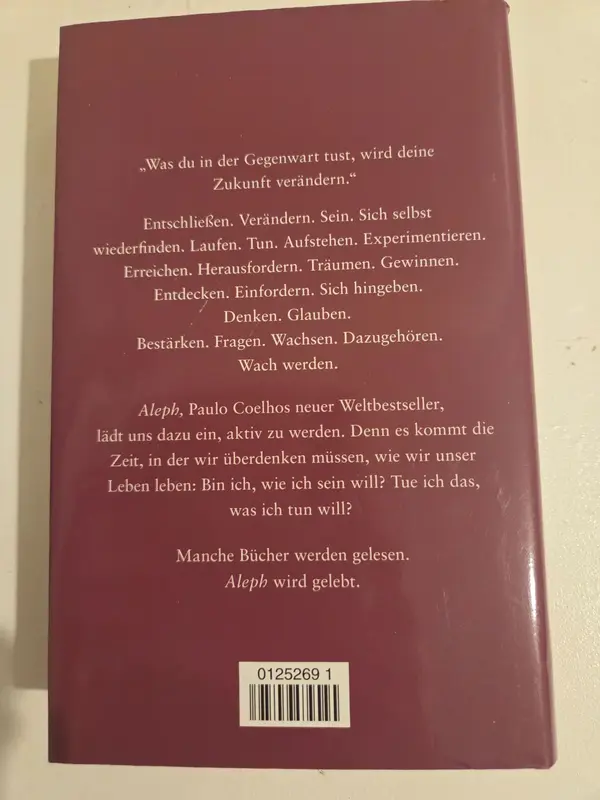 „Was du in der Gegenwart tust, wird deine
Zukunft verändern.“
Entschließen. Verändern. Sein. Sich selbst
wiederfinden. Laufen. Tun. Aufstehen. Experimentieren.
Erreichen. Herausfordern. Träumen. Gewinnen.
Entdecken. Einfordern. Sich hingeben.
Denken. Glauben.
Bestärken. Fragen. Wachsen. Dazugehören.
Wach werden.
Aleph, Paulo Coelhos neuer Weltbestseller,
lädt uns dazu ein, aktiv zu werden. Denn es kommt die
Zeit, in der wir überdenken müssen, wie wir unser
Leben leben: Bin ich, wie ich sein will? Tue ich das,
was ich tun will?
Manche Bücher werden gelesen.
Aleph wird gelebt.
0125269 1